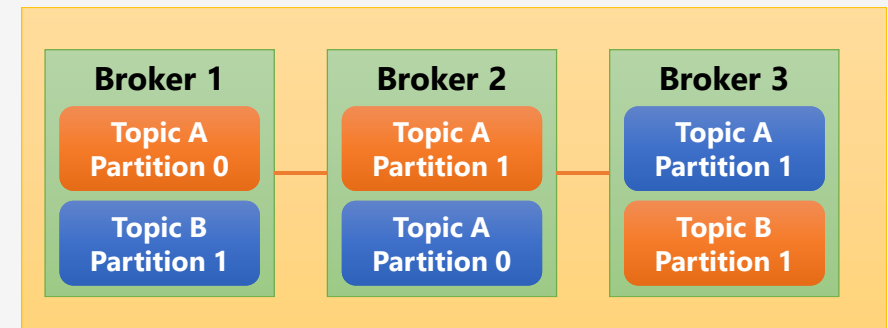 Broker 1
Topic A
Partition 0
Topic B
Partition 1
Broker 2
Topic A
Partition 1
Topic A
Partition 0
Broker 3
Topic A
Partition 1
Topic B
Partition 1